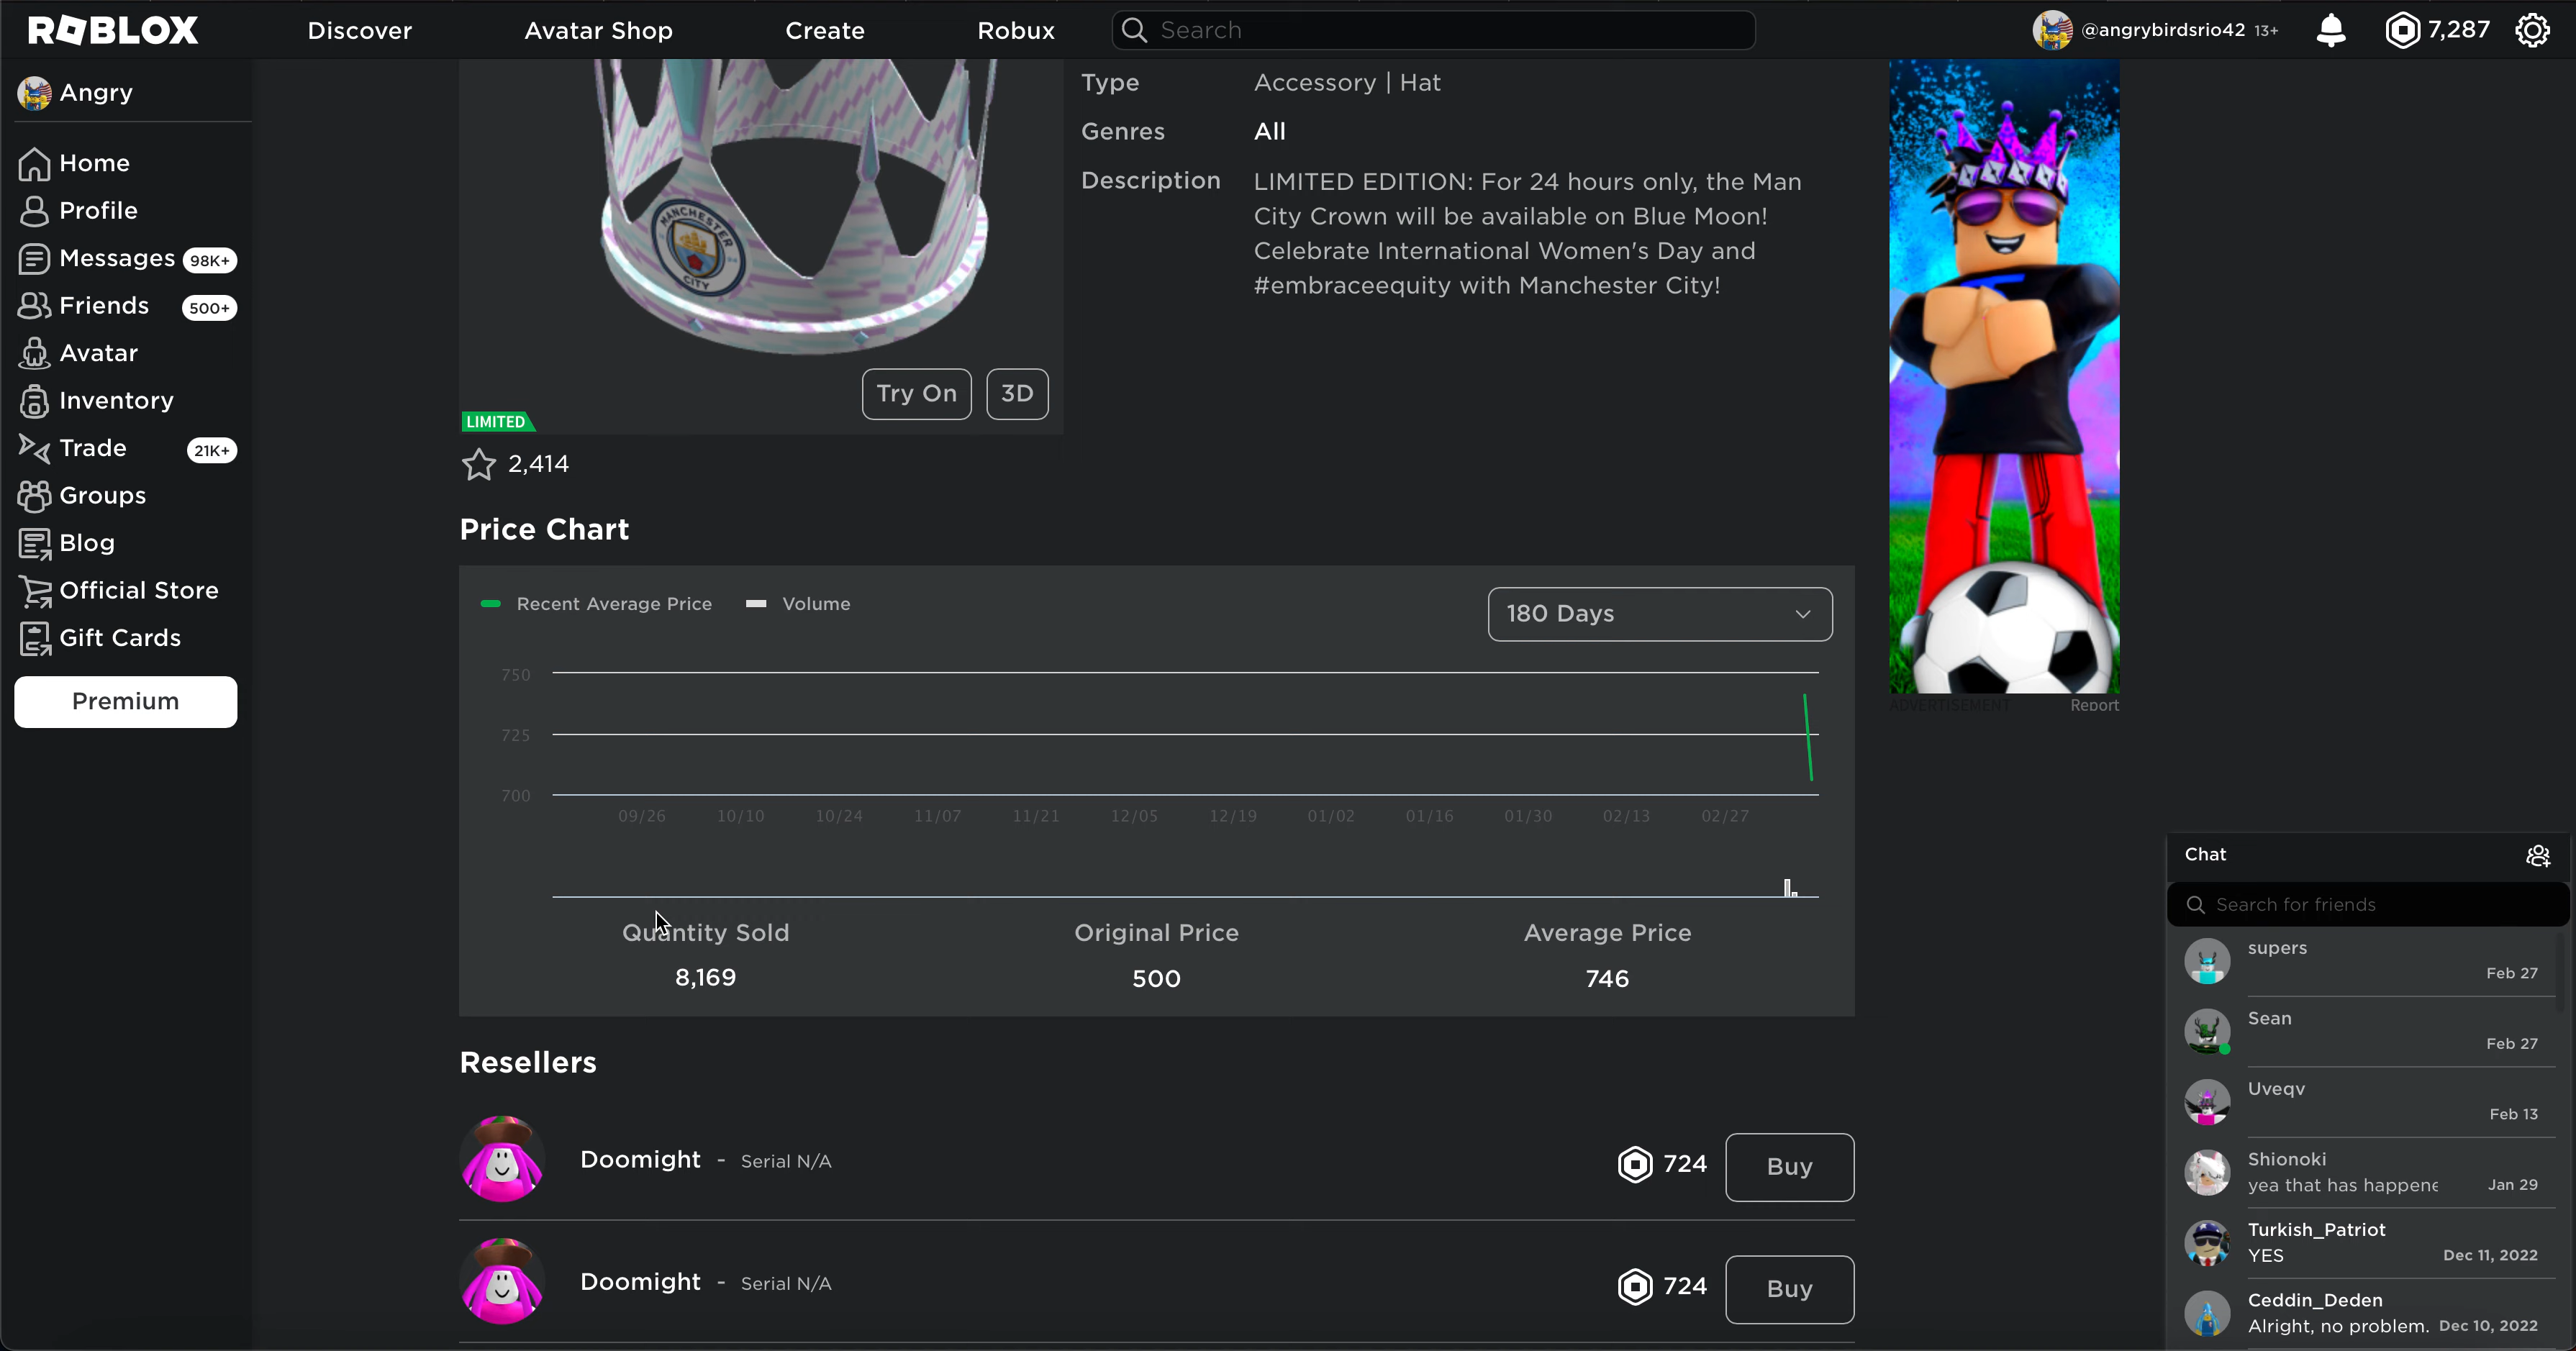 ROBLOX
Discover
Avatar Shop
Create
Robux
Search
@angrybirdsrio42 13+
7,287
Angry
Home
Profile
Messages 98K+
Friends 500+
Avatar
Inventory
Trade 21K+
Groups
Blog
Official Store
Gift Cards
Premium
MANCHESTER
CITY
Try On
3D
LIMITED
2,414
Type Accessory | Hat
Genres All
Description LIMITED EDITION: For 24 hours only, the Man
City Crown will be available on Blue Moon!
Celebrate International Women's Day and
#embraceequity with Manchester City!
Price Chart
Recent Average Price
Volume
180 Days
750
725
700
09/26 10/10 10/24 11/07 11/21 12/05 12/19 01/02 01/16 01/30 02/13 02/27
Quantity Sold Original Price Average Price
8,169 500 746
Resellers
Doomight - Serial N/A 724 Buy
Doomight - Serial N/A 724 Buy
ADVERTISEMENT Report
Chat
Search for friends
supers
Feb 27
Sean
Feb 27
Uveqv
Feb 13
Shionoki
yea that has happene Jan 29
Turkish_Patriot
YES Dec 11, 2022
Ceddin_Deden
Alright, no problem. Dec 10, 2022